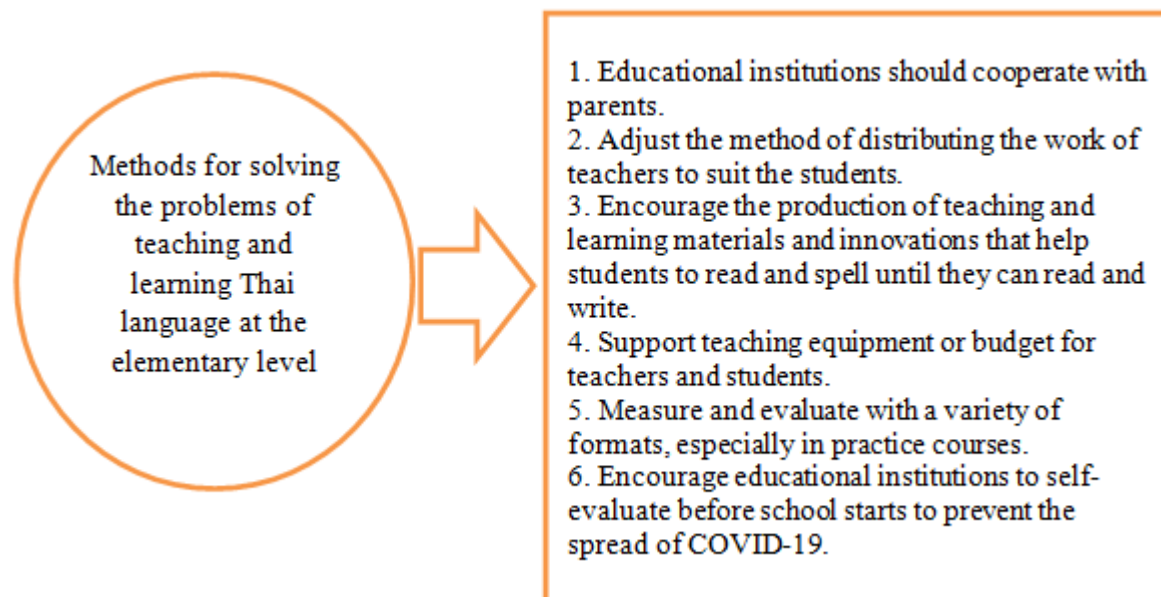 Methods for solving
the problems of
teaching and
learning Thai
language at the
elementary level
1. Educational institutions should cooperate with
parents.
2. Adjust the method of distributing the work of
teachers to suit the students.
3. Encourage the production of teaching and
learning materials and innovations that help
students to read and spell until they can read and
write.
4. Support teaching equipment or budget for
teachers and students.
5. Measure and evaluate with a variety of
formats, especially in practice courses.
6. Encourage educational institutions to self-
evaluate before school starts to prevent the
spread of COVID-19.